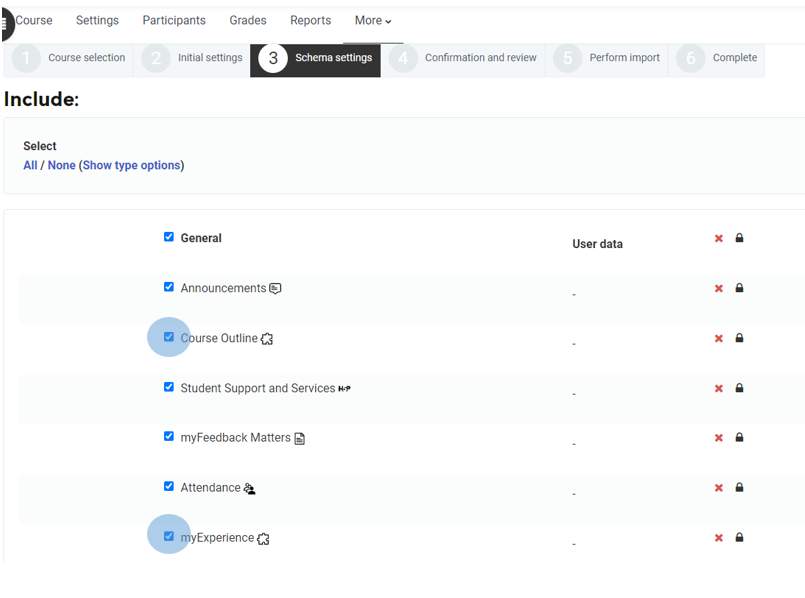 Course Settings Participants Grades Reports More
1 Course selection 2 Initial settings 3 Schema settings 4 Confirmation and review 5 Perform import 6 Complete
Include:
Select
All / None (Show type options)
General User data
Announcements -
Course Outline -
Student Support and Services H-P -
myFeedback Matters -
Attendance -
myExperience -